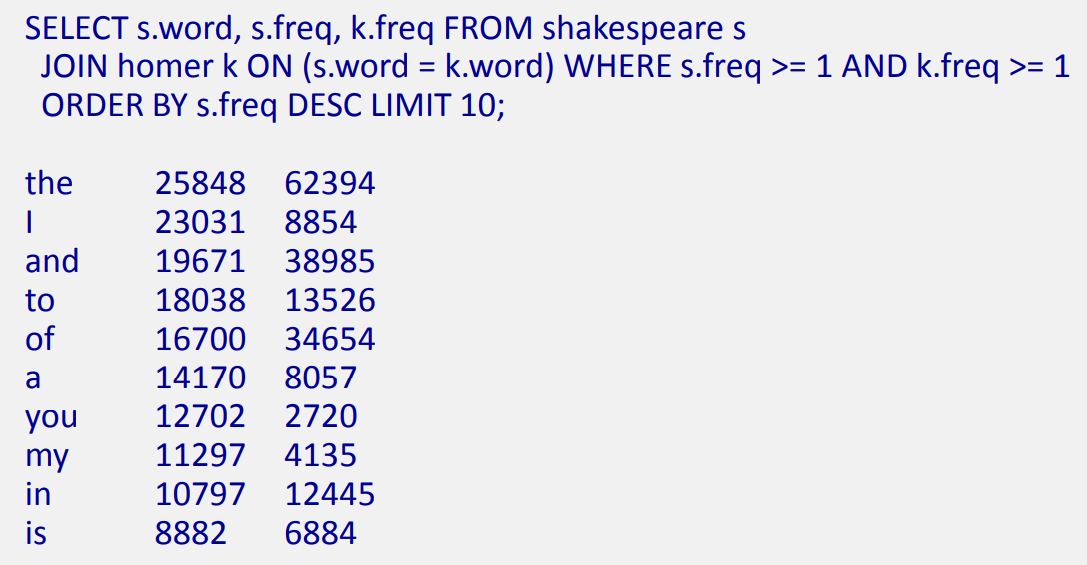 SELECT s.word, s.freq, k.freq FROM shakespeare s
JOIN homer k ON (s.word = k.word) WHERE s.freq >= 1 AND k.freq >= 1
ORDER BY s.freq DESC LIMIT 10;
the 25848 62394
I 23031 8854
and 19671 38985
to 18038 13526
of 16700 34654
a 14170 8057
you 12702 2720
my 11297 4135
in 10797 12445
is 8882 6884